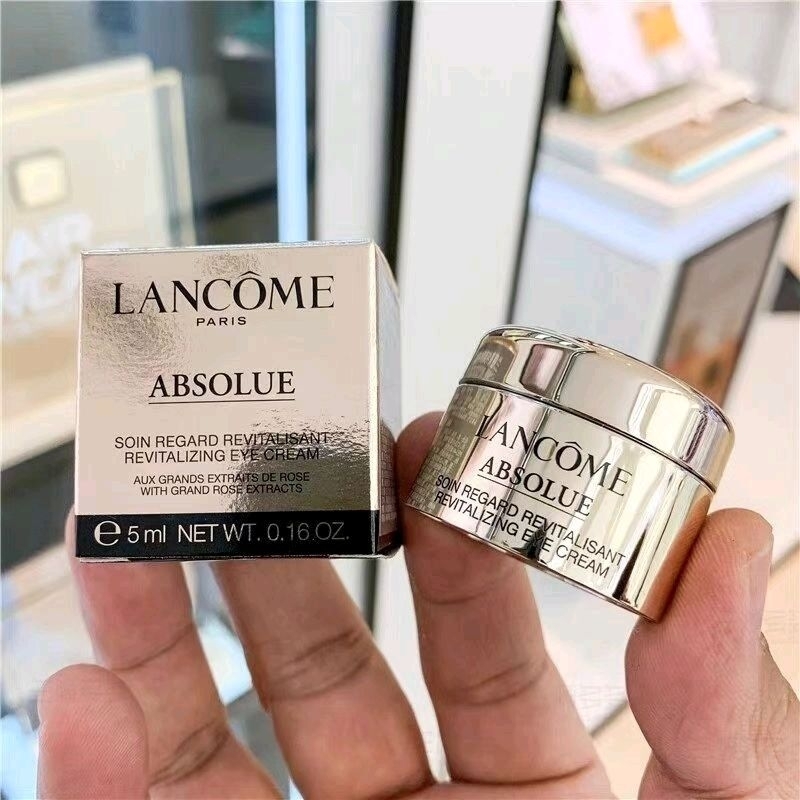 LANCÔME
PARIS
ABSOLUE
SOIN REGARD REVITALISANT
REVITALIZING EYE CREAM
AUX GRANDS EXTRAITS DE ROSE
WITH GRAND ROSE EXTRACTS
e 5 ml NET WT. 0.16 OZ.
LANCÔME
ABSOLUE
SOIN REGARD REVITALISANT
REVITALIZING EYE CREAM
AIR